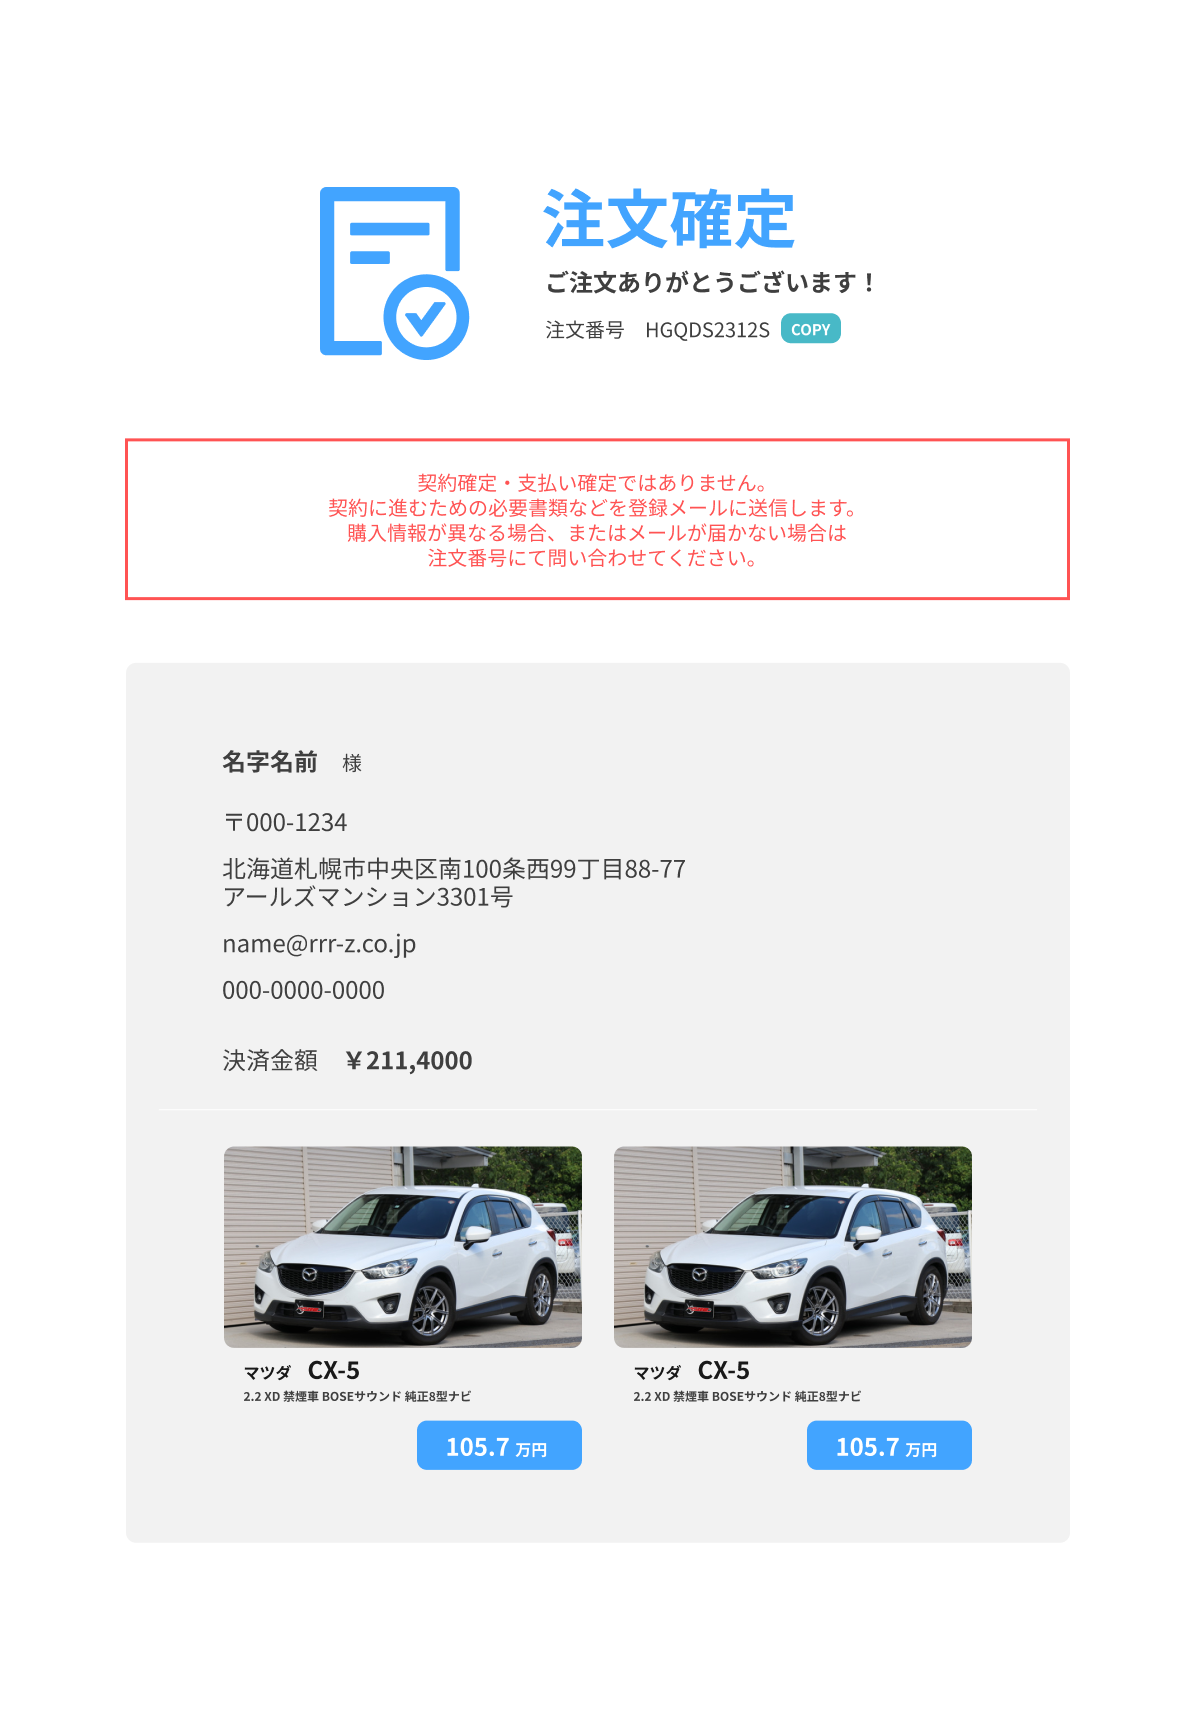 注文確定
ご注文ありがとうございます！
注文番号　HGQDS2312S COPY
契約確定・支払い確定ではありません。
契約に進むための必要書類などを登録メールに送信します。
購入情報が異なる場合、またはメールが届かない場合は
注文番号にて問い合わせてください。
名字名前　様
〒000-1234
北海道札幌市中央区南100条西99丁目88-77
アールズマンション3301号
name@rrr-z.co.jp
000-0000-0000
決済金額　￥211,4000
マツダ　CX-5
2.2 XD 禁煙車 BOSEサウンド 純正8型ナビ
105.7 万円
マツダ　CX-5
2.2 XD 禁煙車 BOSEサウンド 純正8型ナビ
105.7 万円